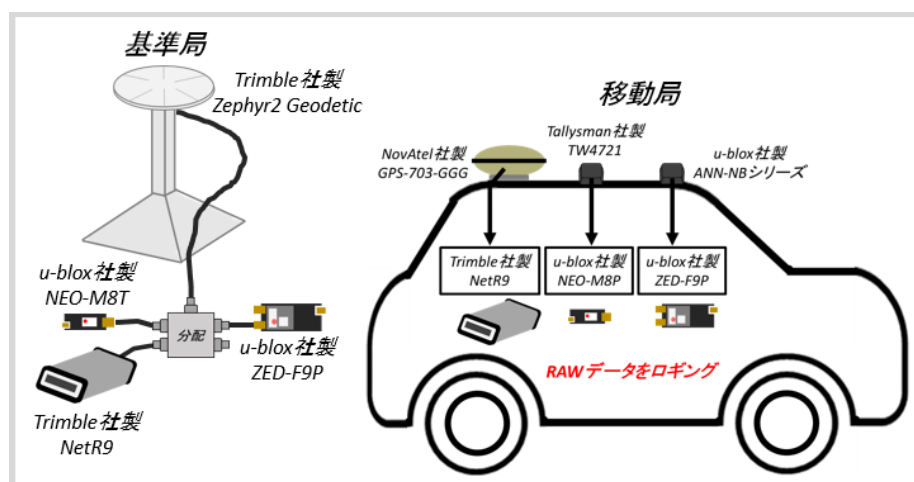 基準局
Trimble社製
Zephyr2 Geodetic
u-blox社製
NEO-M8T
分配
u-blox社製
ZED-F9P
Trimble社製
NetR9
移動局
NovAtel社製
GPS-703-GGG
Tallysman社製
TW4721
u-blox社製
ANN-NBシリーズ
Trimble社製
NetR9
u-blox社製
NEO-M8P
u-blox社製
ZED-F9P
RAWデータをロギング